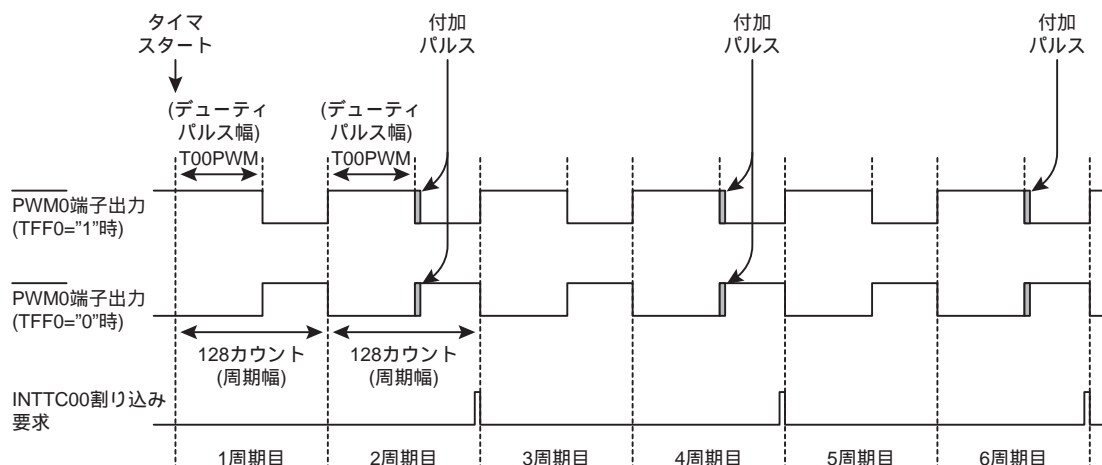 タイマ
スタート
付加
パルス
付加
パルス
付加
パルス
(デューティ
パルス幅)
T00PWM
(デューティ
パルス幅)
T00PWM
PWM0端子出力
(TFF0="1"時)
PWM0端子出力
(TFF0="0"時)
128カウント
(周期幅)
128カウント
(周期幅)
INTTC00割り込み
要求
1周期目
2周期目
3周期目
4周期目
5周期目
6周期目